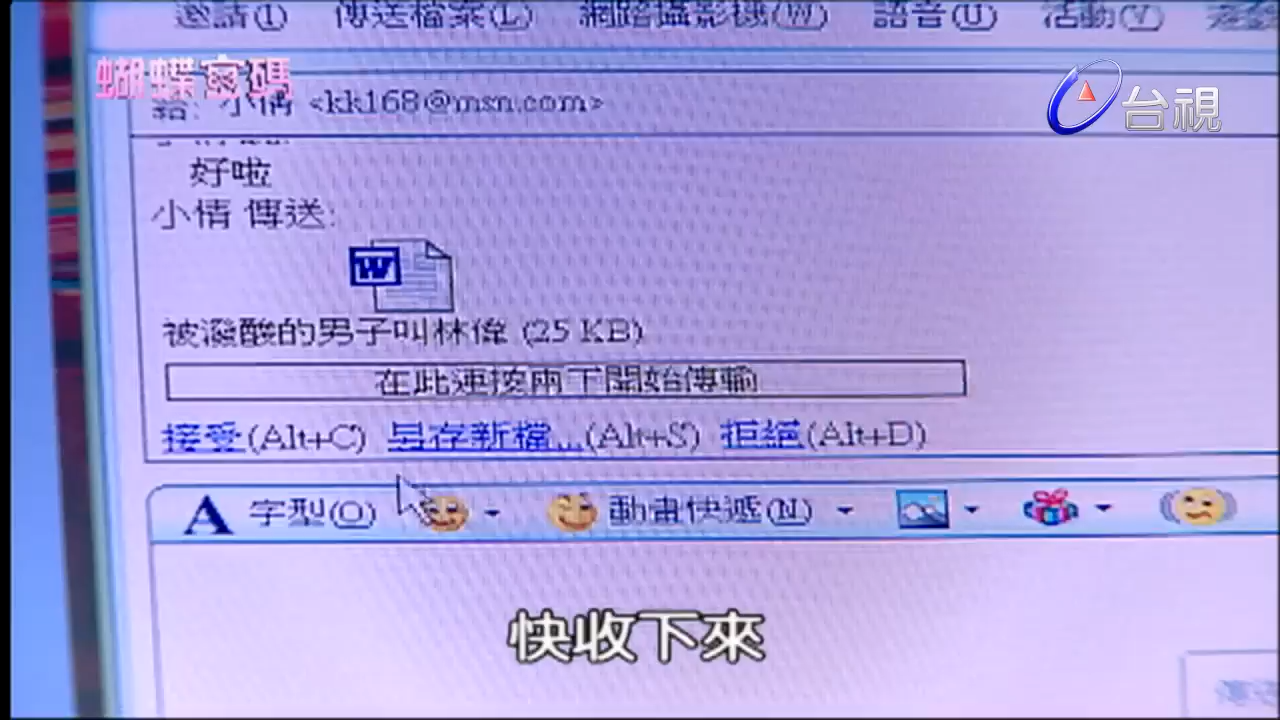 邀請(I) 傳送檔案(L) 網路攝影機(W) 語音(U) 活動(V)
蝴蝶密碼
台視
給: 小倩 <kk168@msn.com>
好啦
小倩 傳送:
W
被潑酸的男子叫林偉 (25 KB)
在此連按兩下開始傳輸
接受(Alt+C) 另存新檔...(Alt+S) 拒絕(Alt+D)
A 字型(O) 動畫快遞(N)
快收下來